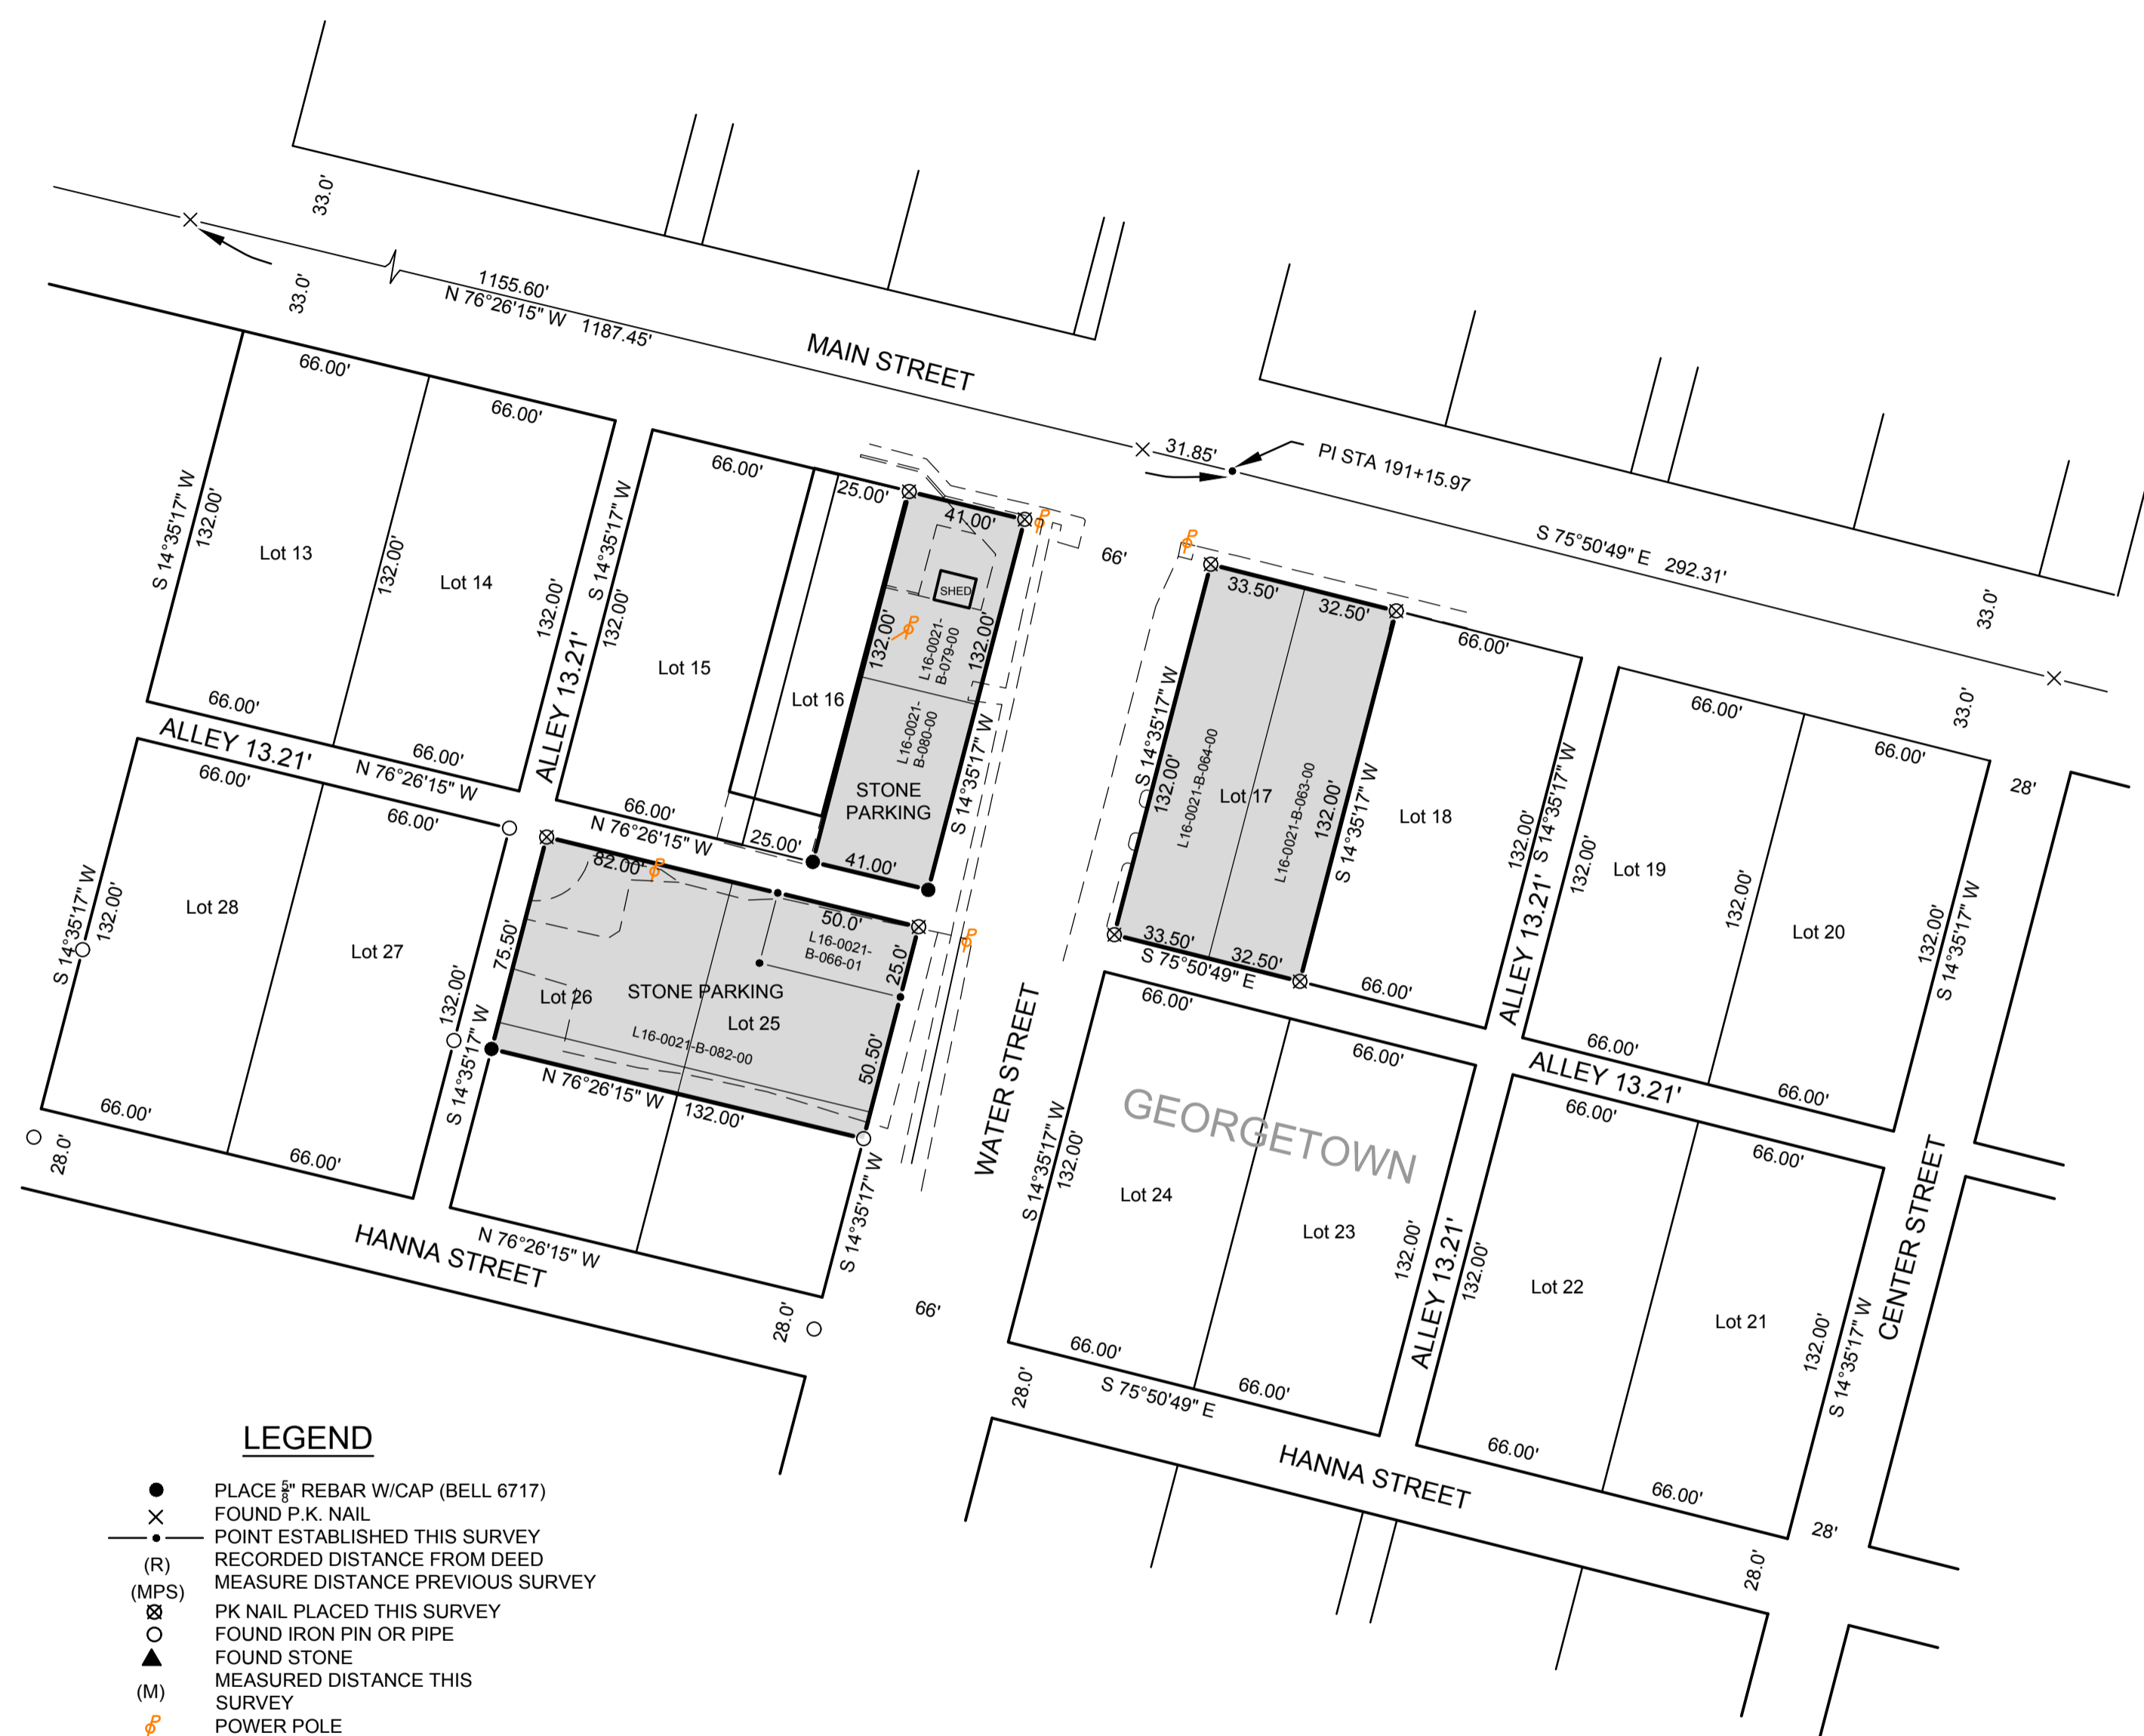 33.0'
33.0'
1155.60'
N 76°26'15" W 1187.45'
MAIN STREET
31.85'
PI STA 191+15.97
S 75°50'49" E 292.31'
33.0'
33.0'
66.00'
66.00'
S 14°35'17" W
132.00'
Lot 13
132.00'
Lot 14
132.00'
66.00'
66.00'
ALLEY 13.21'
N 76°26'15" W
ALLEY 13.21'
S 14°35'17" W
132.00'
66.00'
25.00'
41.00'
Lot 15
Lot 16
SHED
132.00'
L16-0021-
B-079-00
132.00'
L16-0021-
B-080-00
STONE
PARKING
S 14°35'17" W
66.00'
N 76°26'15" W
25.00'
41.00'
66'
33.50'
32.50'
66.00'
S 14°35'17" W
132.00'
L16-0021-B-064-00
Lot 17
L16-0021-B-063-00
132.00'
S 14°35'17" W
Lot 18
132.00'
33.50'
32.50'
S 75°50'49" E
66.00'
ALLEY 13.21'
S 14°35'17" W
132.00'
66.00'
66.00'
Lot 19
132.00'
Lot 20
132.00'
S 14°35'17" W
28'
66.00'
66.00'
ALLEY 13.21'
66.00'
66.00'
S 14°35'17" W
132.00'
Lot 28
Lot 27
132.00'
S 14°35'17" W
66.00'
66.00'
28.0'
82.00'
50.0'
L16-0021-
B-066-01
25.0'
75.50'
STONE PARKING
Lot 26
Lot 25
L16-0021-B-082-00
50.50'
N 76°26'15" W 132.00'
S 14°35'17" W
N 76°26'15" W
HANNA STREET
28.0'
WATER STREET
66'
66.00'
66.00'
GEORGETOWN
S 14°35'17" W
132.00'
Lot 24
Lot 23
132.00'
66.00'
66.00'
S 75°50'49" E
28.0'
ALLEY 13.21'
66.00'
66.00'
132.00'
Lot 22
Lot 21
132.00'
S 14°35'17" W
CENTER STREET
66.00'
66.00'
28'
28.0'
HANNA STREET
LEGEND
PLACE 5/8" REBAR W/CAP (BELL 6717)
FOUND P.K. NAIL
POINT ESTABLISHED THIS SURVEY
(R) RECORDED DISTANCE FROM DEED
(MPS) MEASURE DISTANCE PREVIOUS SURVEY
PK NAIL PLACED THIS SURVEY
FOUND IRON PIN OR PIPE
FOUND STONE
(M) MEASURED DISTANCE THIS
SURVEY
POWER POLE